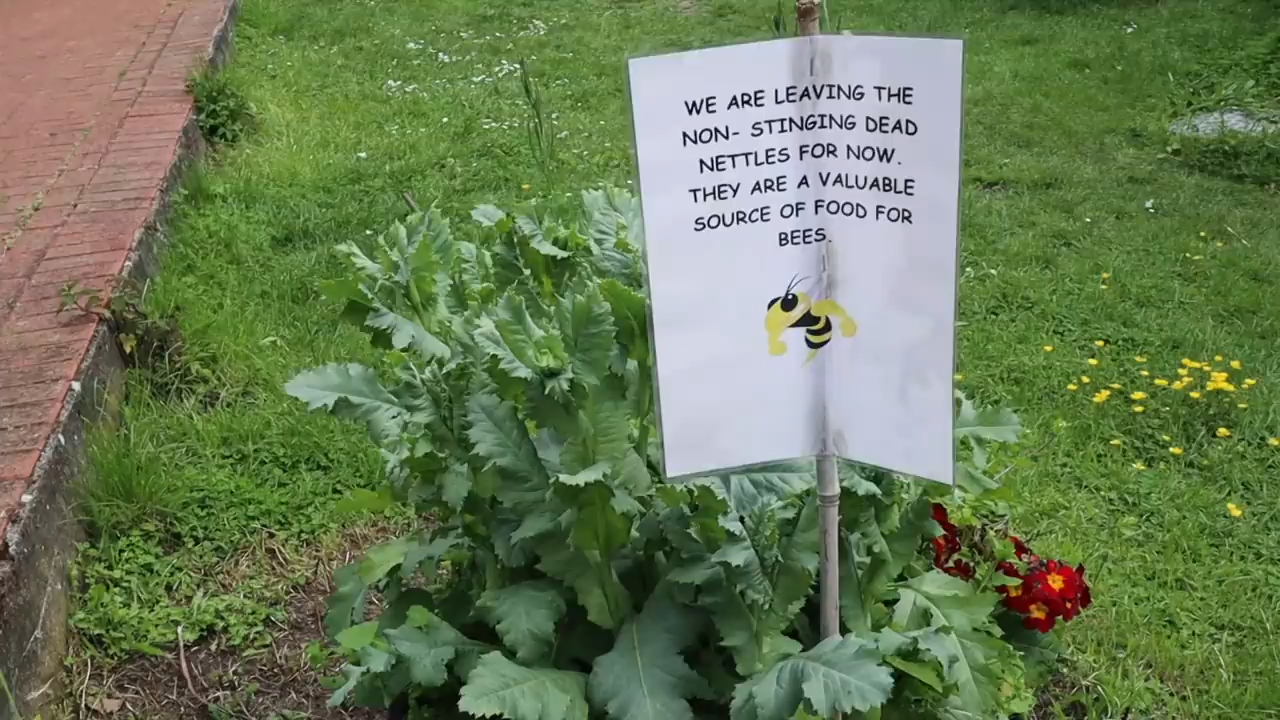 WE ARE LEAVING THE
NON- STINGING DEAD
NETTLES FOR NOW.
THEY ARE A VALUABLE
SOURCE OF FOOD FOR
BEES.